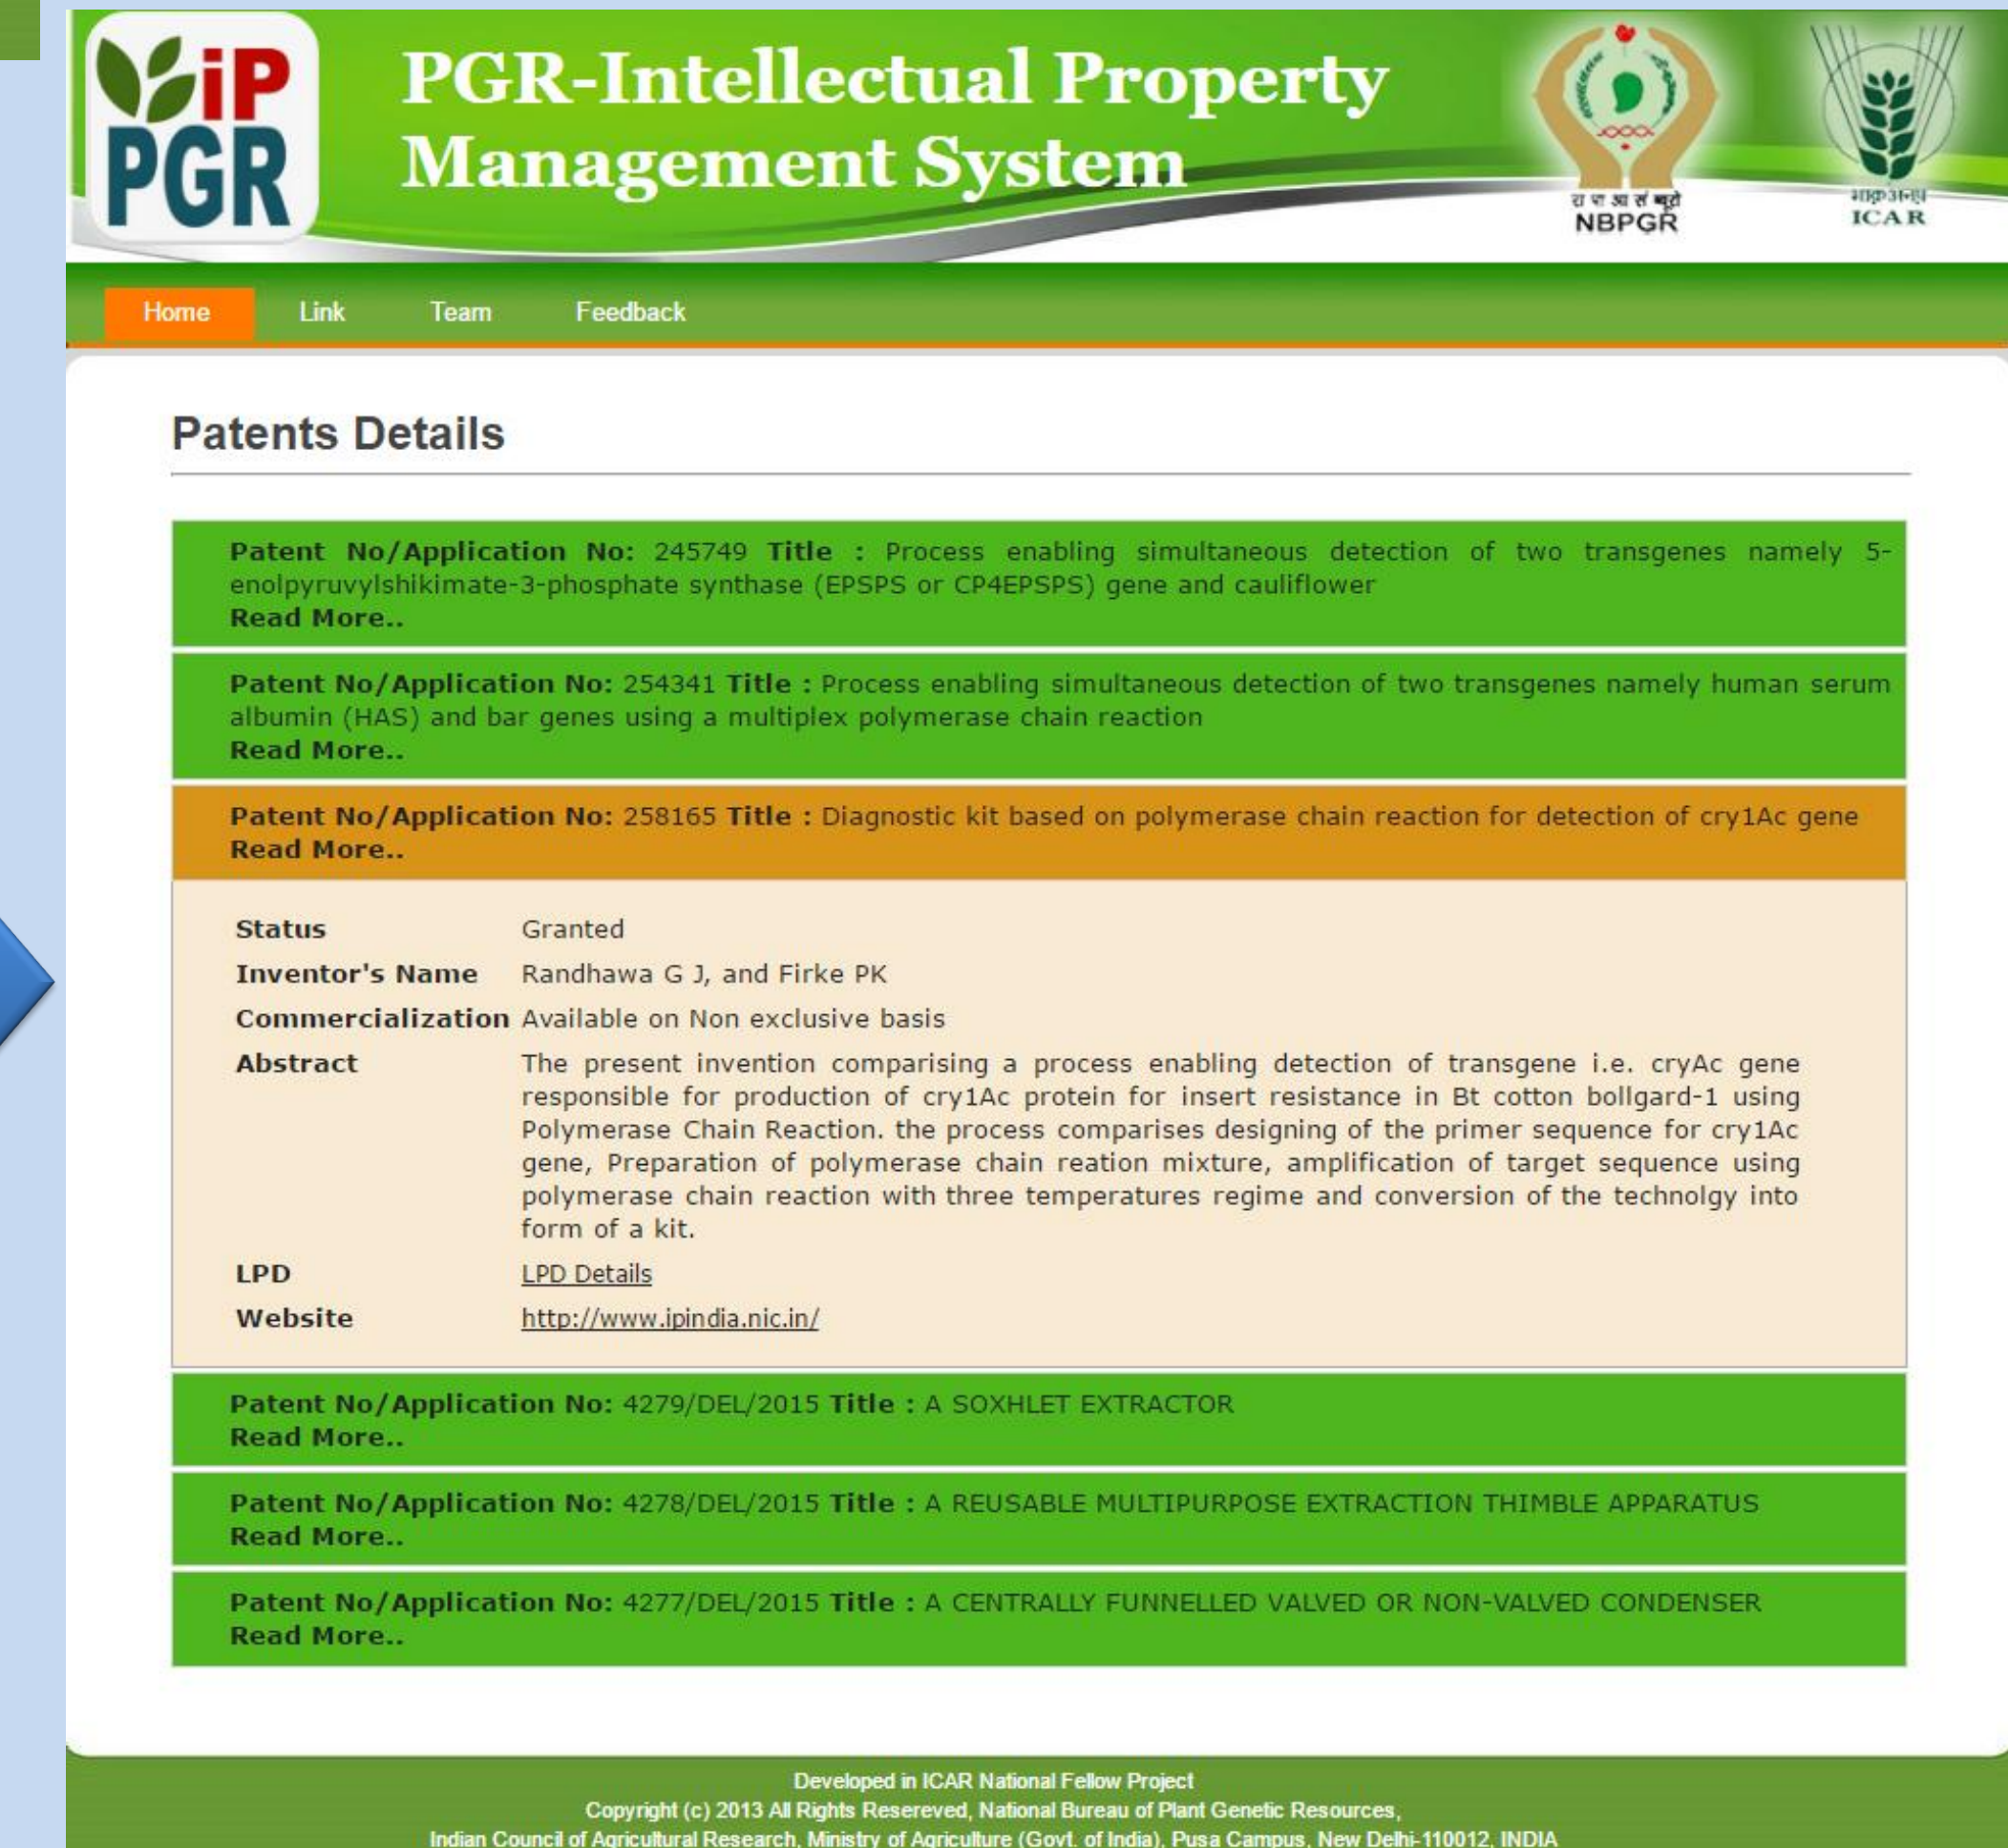 iP
PGR
PGR-Intellectual Property
Management System
NBPGR
ICAR
Home Link Team Feedback
Patents Details
Patent No/Application No: 245749 Title : Process enabling simultaneous detection of two transgenes namely 5-
enolpyruvylshikimate-3-phosphate synthase (EPSPS or CP4EPSPS) gene and cauliflower
Read More..
Patent No/Application No: 254341 Title : Process enabling simultaneous detection of two transgenes namely human serum
albumin (HAS) and bar genes using a multiplex polymerase chain reaction
Read More..
Patent No/Application No: 258165 Title : Diagnostic kit based on polymerase chain reaction for detection of cry1Ac gene
Read More..
Status Granted
Inventor's Name Randhawa G J, and Firke PK
Commercialization Available on Non exclusive basis
Abstract The present invention comparising a process enabling detection of transgene i.e. cryAc gene
responsible for production of cry1Ac protein for insert resistance in Bt cotton bollgard-1 using
Polymerase Chain Reaction. the process comparises designing of the primer sequence for cry1Ac
gene, Preparation of polymerase chain reation mixture, amplification of target sequence using
polymerase chain reaction with three temperatures regime and conversion of the technolgy into
form of a kit.
LPD LPD Details
Website http://www.ipindia.nic.in/
Patent No/Application No: 4279/DEL/2015 Title : A SOXHLET EXTRACTOR
Read More..
Patent No/Application No: 4278/DEL/2015 Title : A REUSABLE MULTIPURPOSE EXTRACTION THIMBLE APPARATUS
Read More..
Patent No/Application No: 4277/DEL/2015 Title : A CENTRALLY FUNNELLED VALVED OR NON-VALVED CONDENSER
Read More..
Developed in ICAR National Fellow Project
Copyright (c) 2013 All Rights Resereved, National Bureau of Plant Genetic Resources,
Indian Council of Agricultural Research, Ministry of Agriculture (Govt. of India), Pusa Campus, New Delhi-110012, INDIA